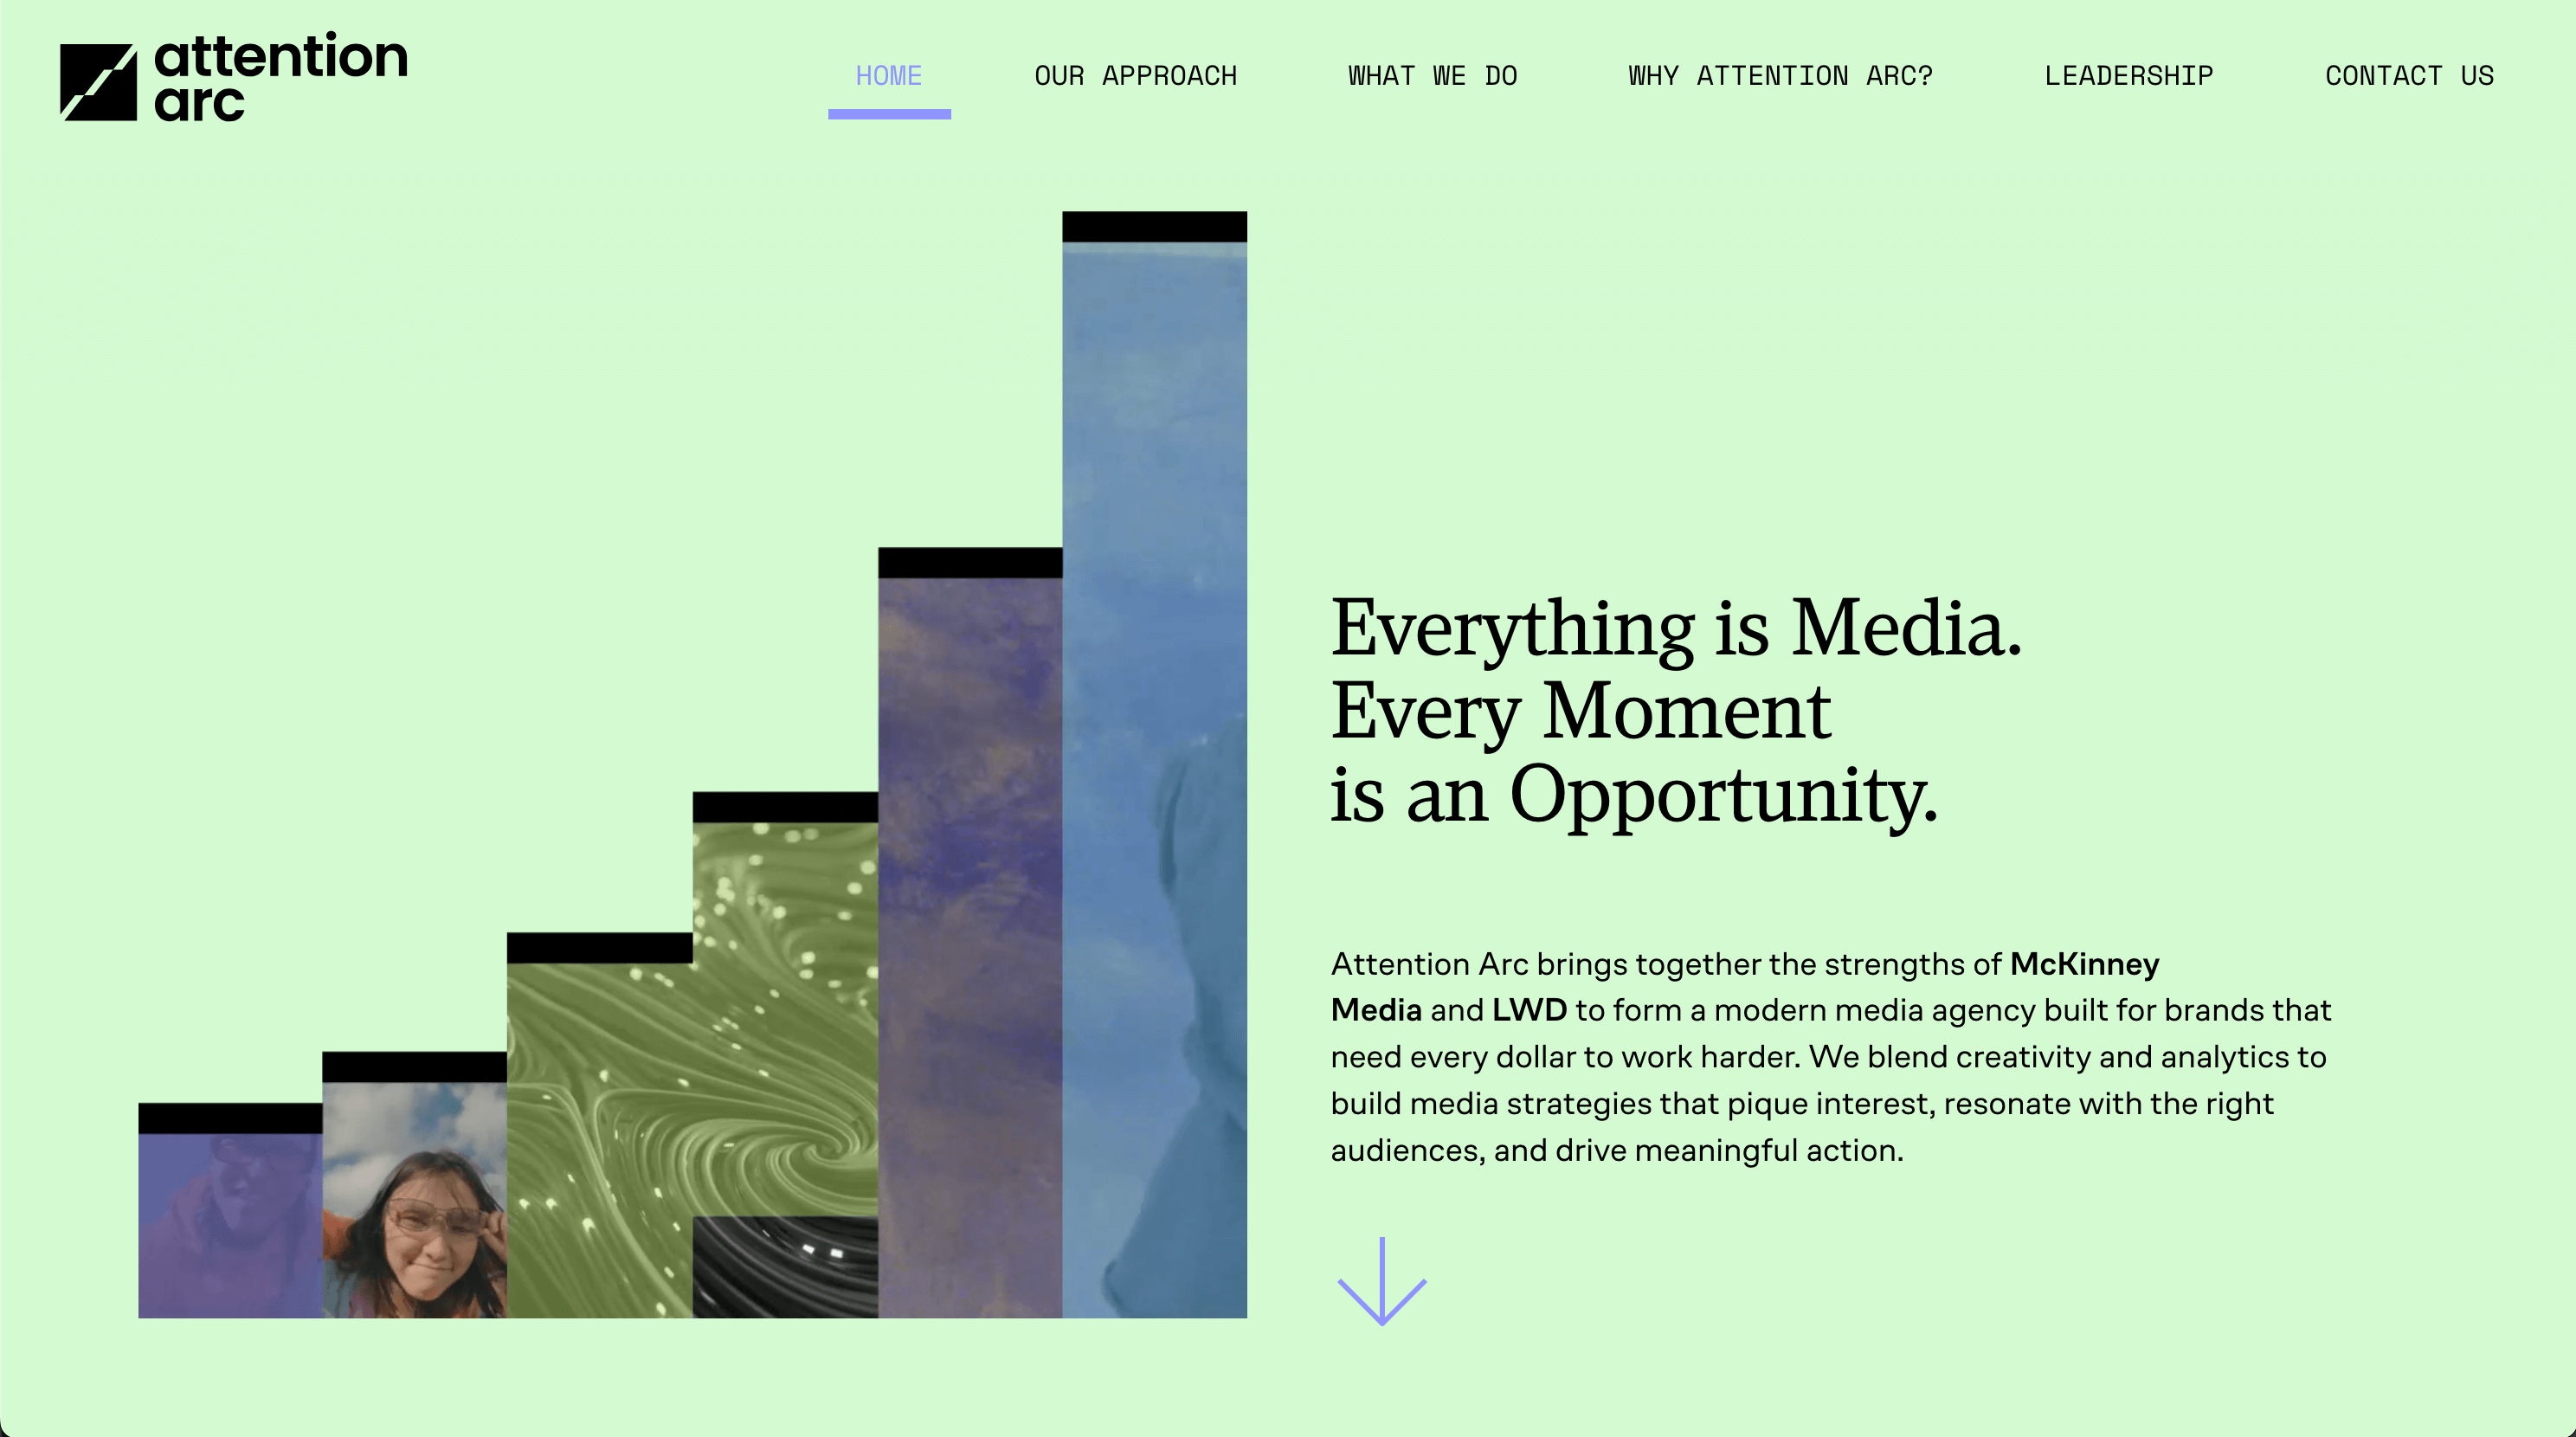 attention
arc
HOME
OUR APPROACH
WHAT WE DO
WHY ATTENTION ARC?
LEADERSHIP
CONTACT US
Everything is Media.
Every Moment
is an Opportunity.
Attention Arc brings together the strengths of McKinney
Media and LWD to form a modern media agency built for brands that
need every dollar to work harder. We blend creativity and analytics to
build media strategies that pique interest, resonate with the right
audiences, and drive meaningful action.